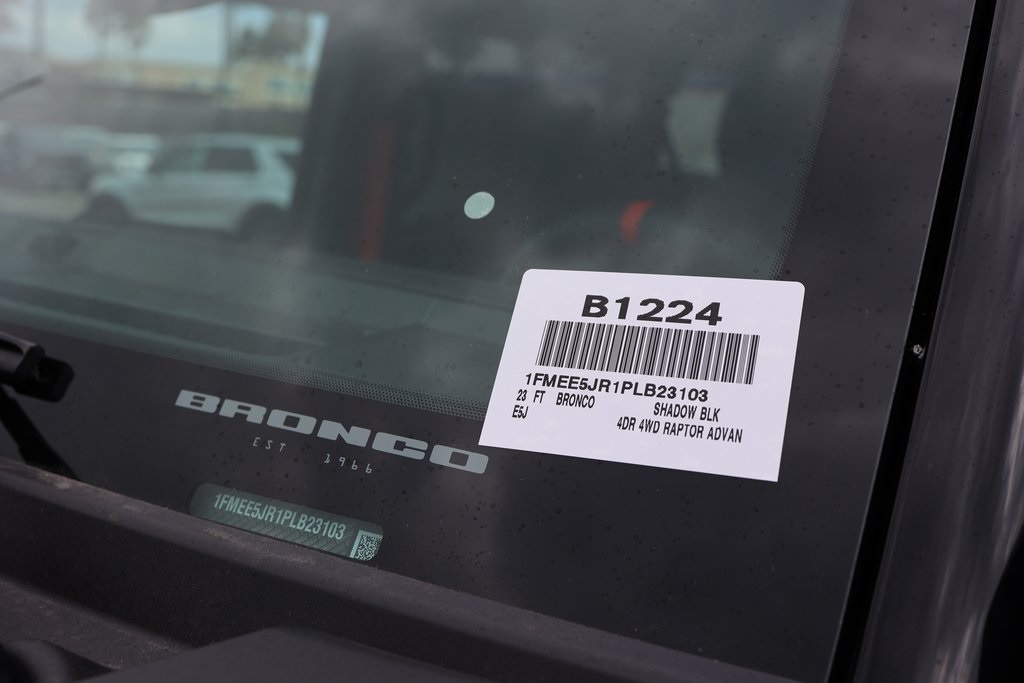 B1224
1FMEE5JR1PLB23103
23 FT BRONCO SHADOW BLK
E5J 4DR 4WD RAPTOR ADVAN
BRONCO
EST 1966
1FMEE5JR1PLB23103